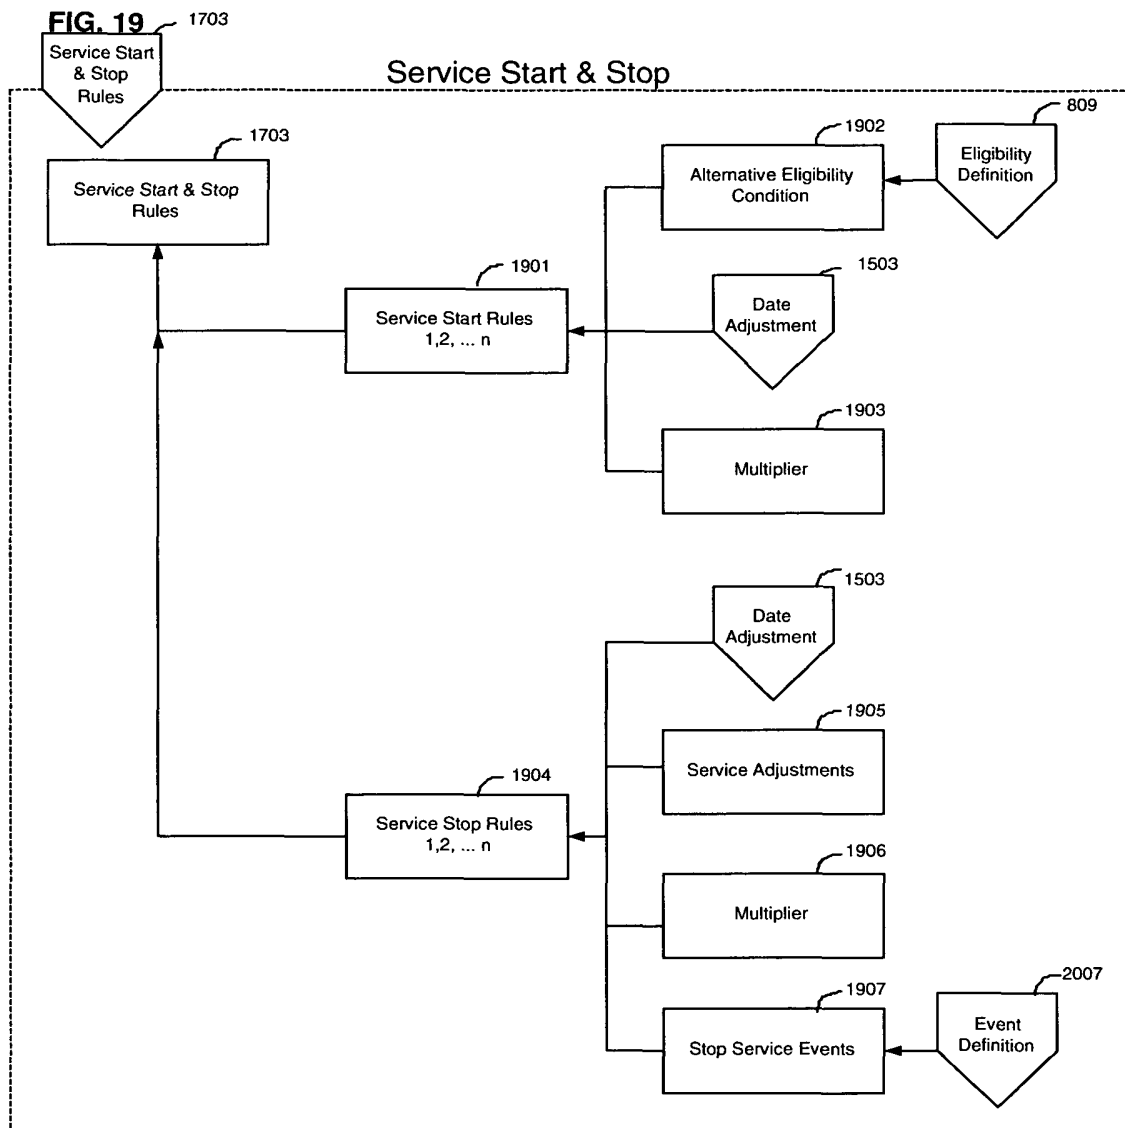 FIG. 19
1703
Service Start
& Stop
Rules
Service Start & Stop
1703
Service Start & Stop
Rules
1902
Alternative Eligibility
Condition
809
Eligibility
Definition
1901
Service Start Rules
1,2, ... n
1503
Date
Adjustment
1903
Multiplier
1503
Date
Adjustment
1905
Service Adjustments
1904
Service Stop Rules
1,2, ... n
1906
Multiplier
1907
Stop Service Events
2007
Event
Definition